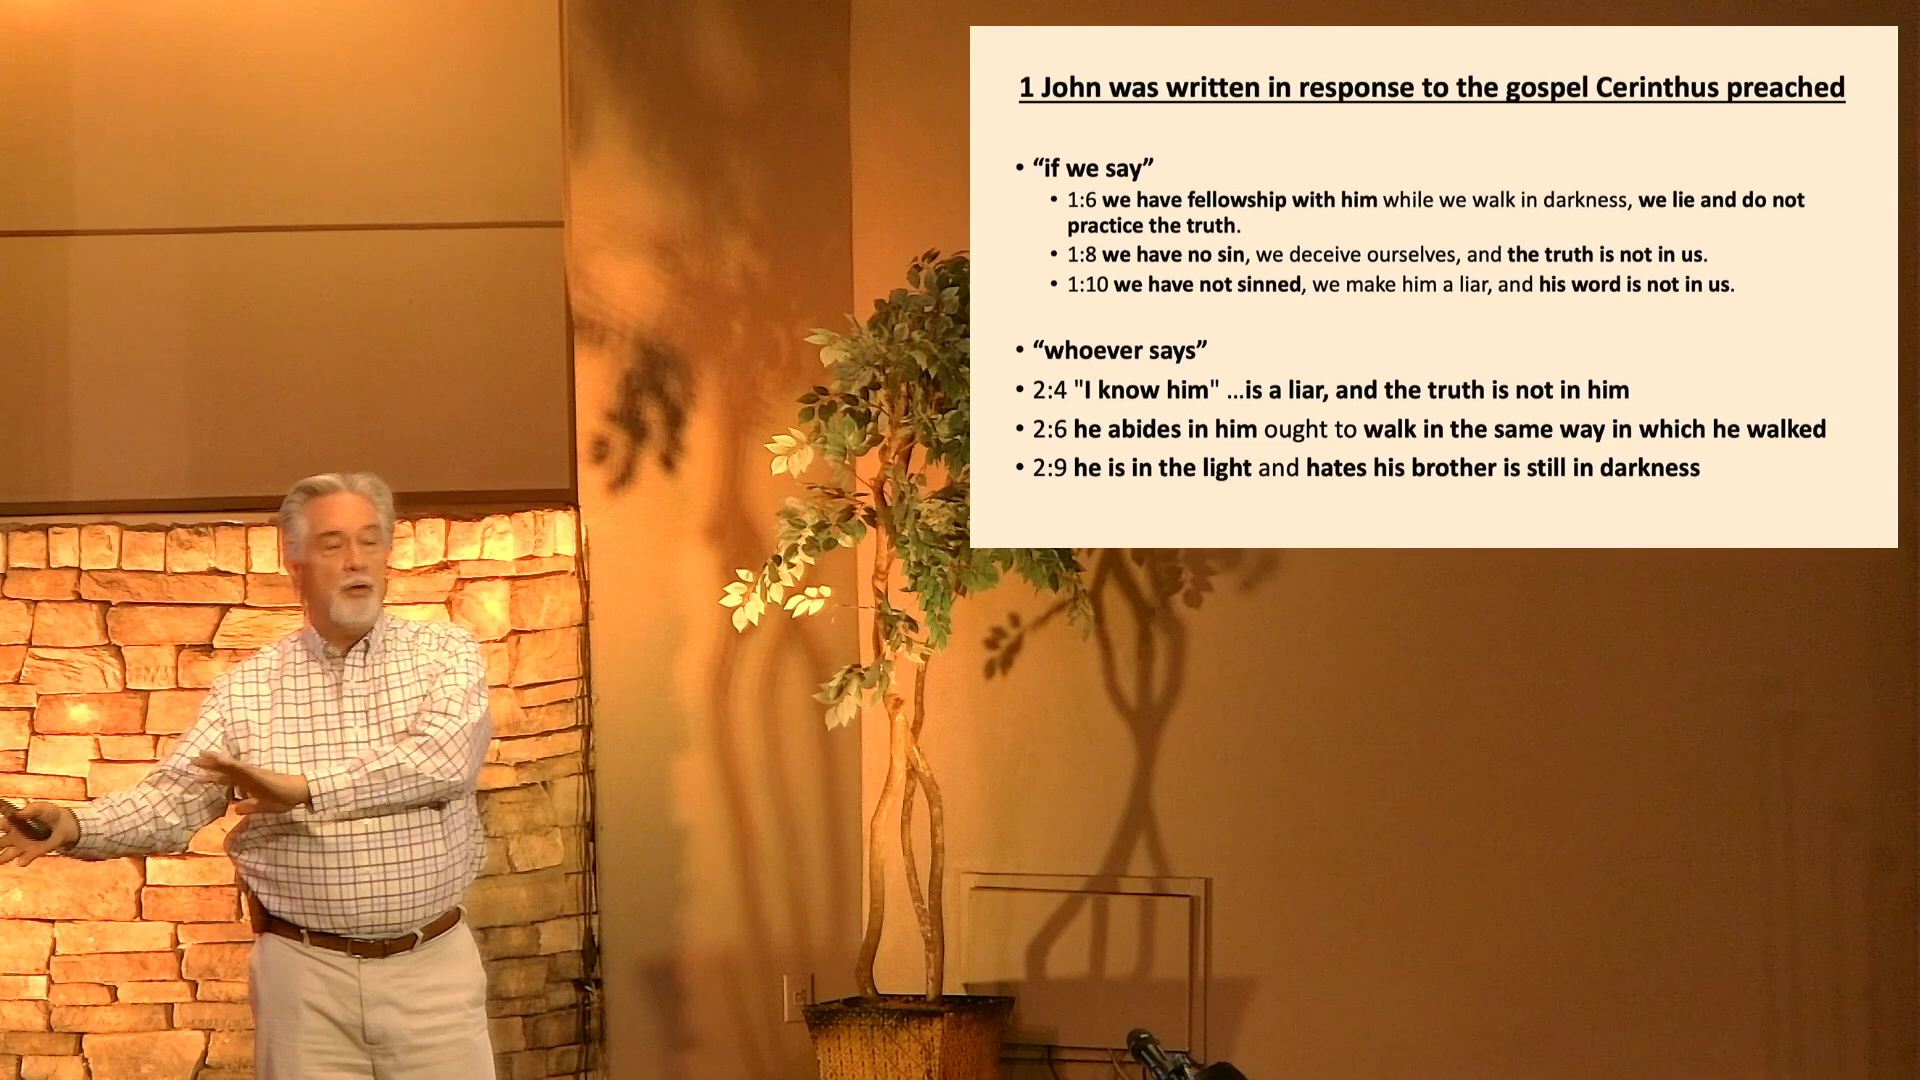 1 John was written in response to the gospel Cerinthus preached
• “if we say”
• 1:6 we have fellowship with him while we walk in darkness, we lie and do not
practice the truth.
• 1:8 we have no sin, we deceive ourselves, and the truth is not in us.
• 1:10 we have not sinned, we make him a liar, and his word is not in us.
• “whoever says”
• 2:4 "I know him" ...is a liar, and the truth is not in him
• 2:6 he abides in him ought to walk in the same way in which he walked
• 2:9 he is in the light and hates his brother is still in darkness